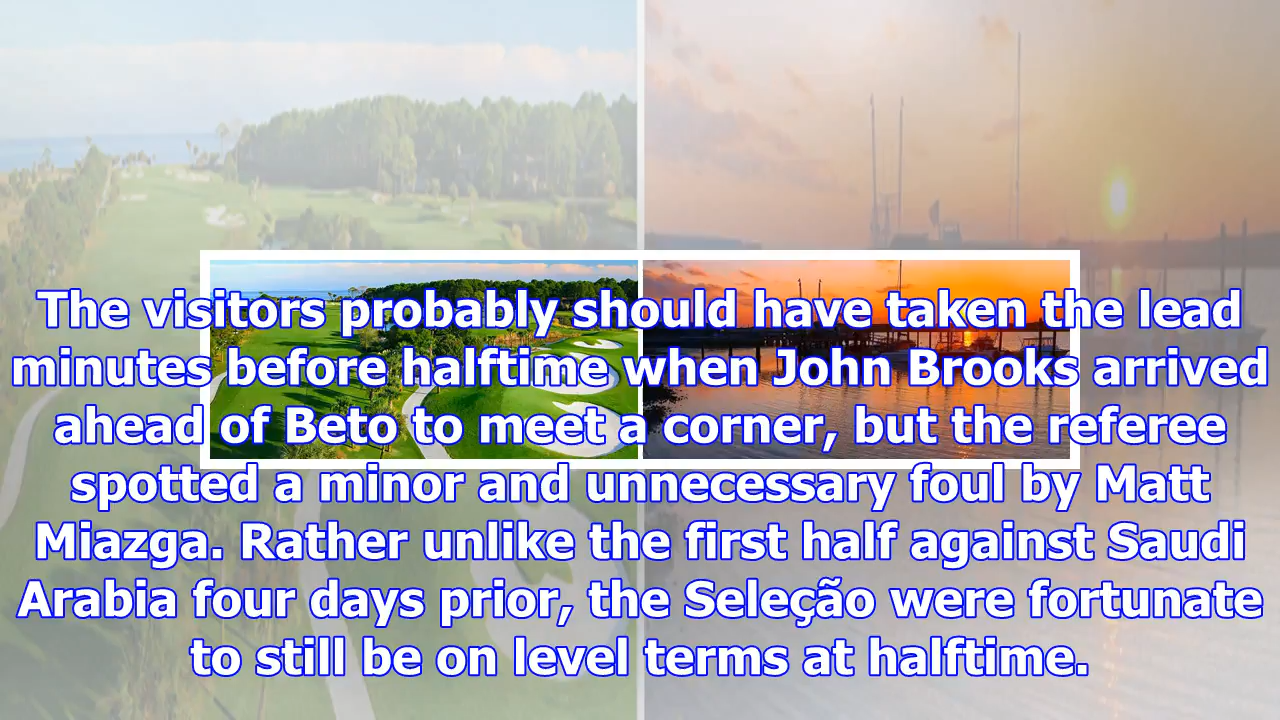 The visitors probably should have taken the lead
minutes before halftime when John Brooks arrived
ahead of Beto to meet a corner, but the referee
spotted a minor and unnecessary foul by Matt
Miazga. Rather unlike the first half against Saudi
Arabia four days prior, the Seleção were fortunate
to still be on level terms at halftime.